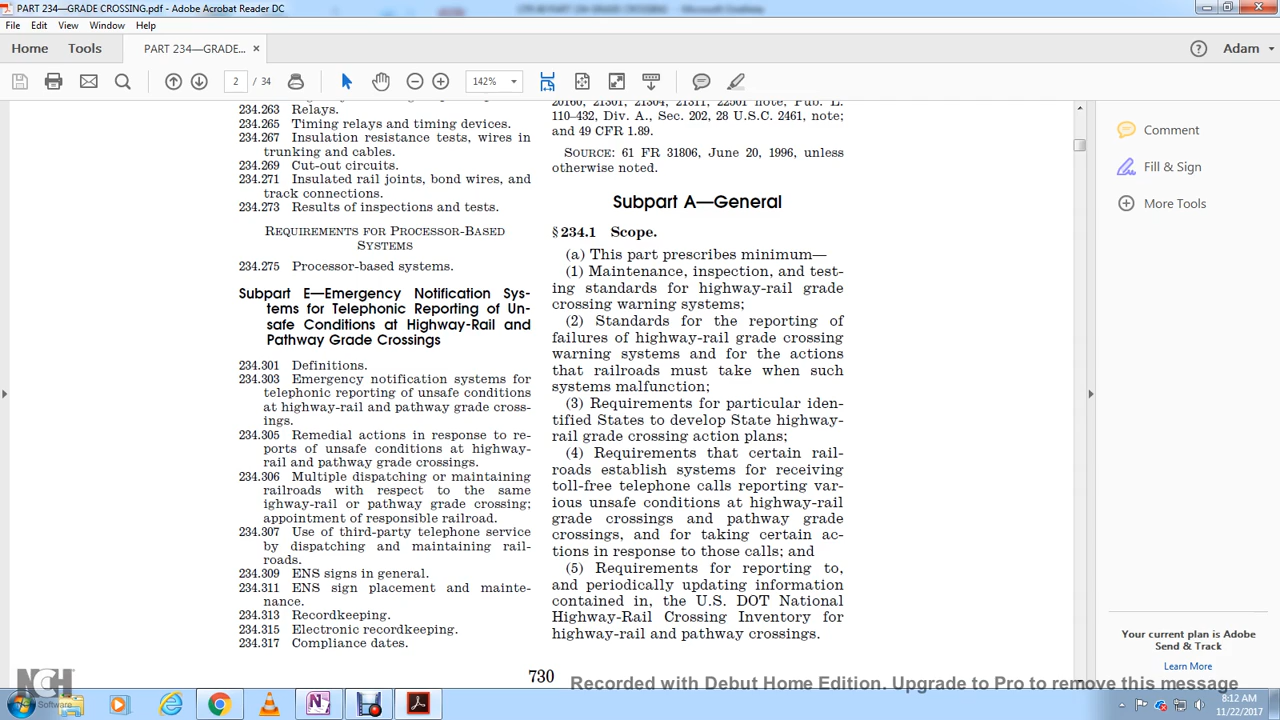 PART 234—GRADE CROSSING.pdf - Adobe Acrobat Reader DC
File Edit View Window Help
Home Tools PART 234—GRADE... × Adam
2 / 34 142%
234.263 Relays.
234.265 Timing relays and timing devices.
234.267 Insulation resistance tests, wires in
trunking and cables.
234.269 Cut-out circuits.
234.271 Insulated rail joints, bond wires, and
track connections.
234.273 Results of inspections and tests.
REQUIREMENTS FOR PROCESSOR-BASED
SYSTEMS
234.275 Processor-based systems.
Subpart E—Emergency Notification Sys-
tems for Telephonic Reporting of Un-
safe Conditions at Highway-Rail and
Pathway Grade Crossings
234.301 Definitions.
234.303 Emergency notification systems for
telephonic reporting of unsafe conditions
at highway-rail and pathway grade cross-
ings.
234.305 Remedial actions in response to re-
ports of unsafe conditions at highway-
rail and pathway grade crossings.
234.306 Multiple dispatching or maintaining
railroads with respect to the same
ighway-rail or pathway grade crossing;
appointment of responsible railroad.
234.307 Use of third-party telephone service
by dispatching and maintaining rail-
roads.
234.309 ENS signs in general.
234.311 ENS sign placement and mainte-
nance.
234.313 Recordkeeping.
234.315 Electronic recordkeeping.
234.317 Compliance dates.
20160, 21301, 21304, 21311, 22501 note, Pub. L.
110–432, Div. A., Sec. 202, 28 U.S.C. 2461, note;
and 49 CFR 1.89.
SOURCE: 61 FR 31806, June 20, 1996, unless
otherwise noted.
Subpart A—General
§ 234.1 Scope.
(a) This part prescribes minimum—
(1) Maintenance, inspection, and test-
ing standards for highway-rail grade
crossing warning systems;
(2) Standards for the reporting of
failures of highway-rail grade crossing
warning systems and for the actions
that railroads must take when such
systems malfunction;
(3) Requirements for particular iden-
tified States to develop State highway-
rail grade crossing action plans;
(4) Requirements that certain rail-
roads establish systems for receiving
toll-free telephone calls reporting var-
ious unsafe conditions at highway-rail
grade crossings and pathway grade
crossings, and for taking certain ac-
tions in response to those calls; and
(5) Requirements for reporting to,
and periodically updating information
contained in, the U.S. DOT National
Highway-Rail Crossing Inventory for
highway-rail and pathway crossings.
730
Comment
Fill & Sign
More Tools
Your current plan is Adobe
Send & Track
Learn More
NCH
Software
Recorded with Debut Home Edition. Upgrade to Pro to remove this message
8:12 AM
11/22/2017